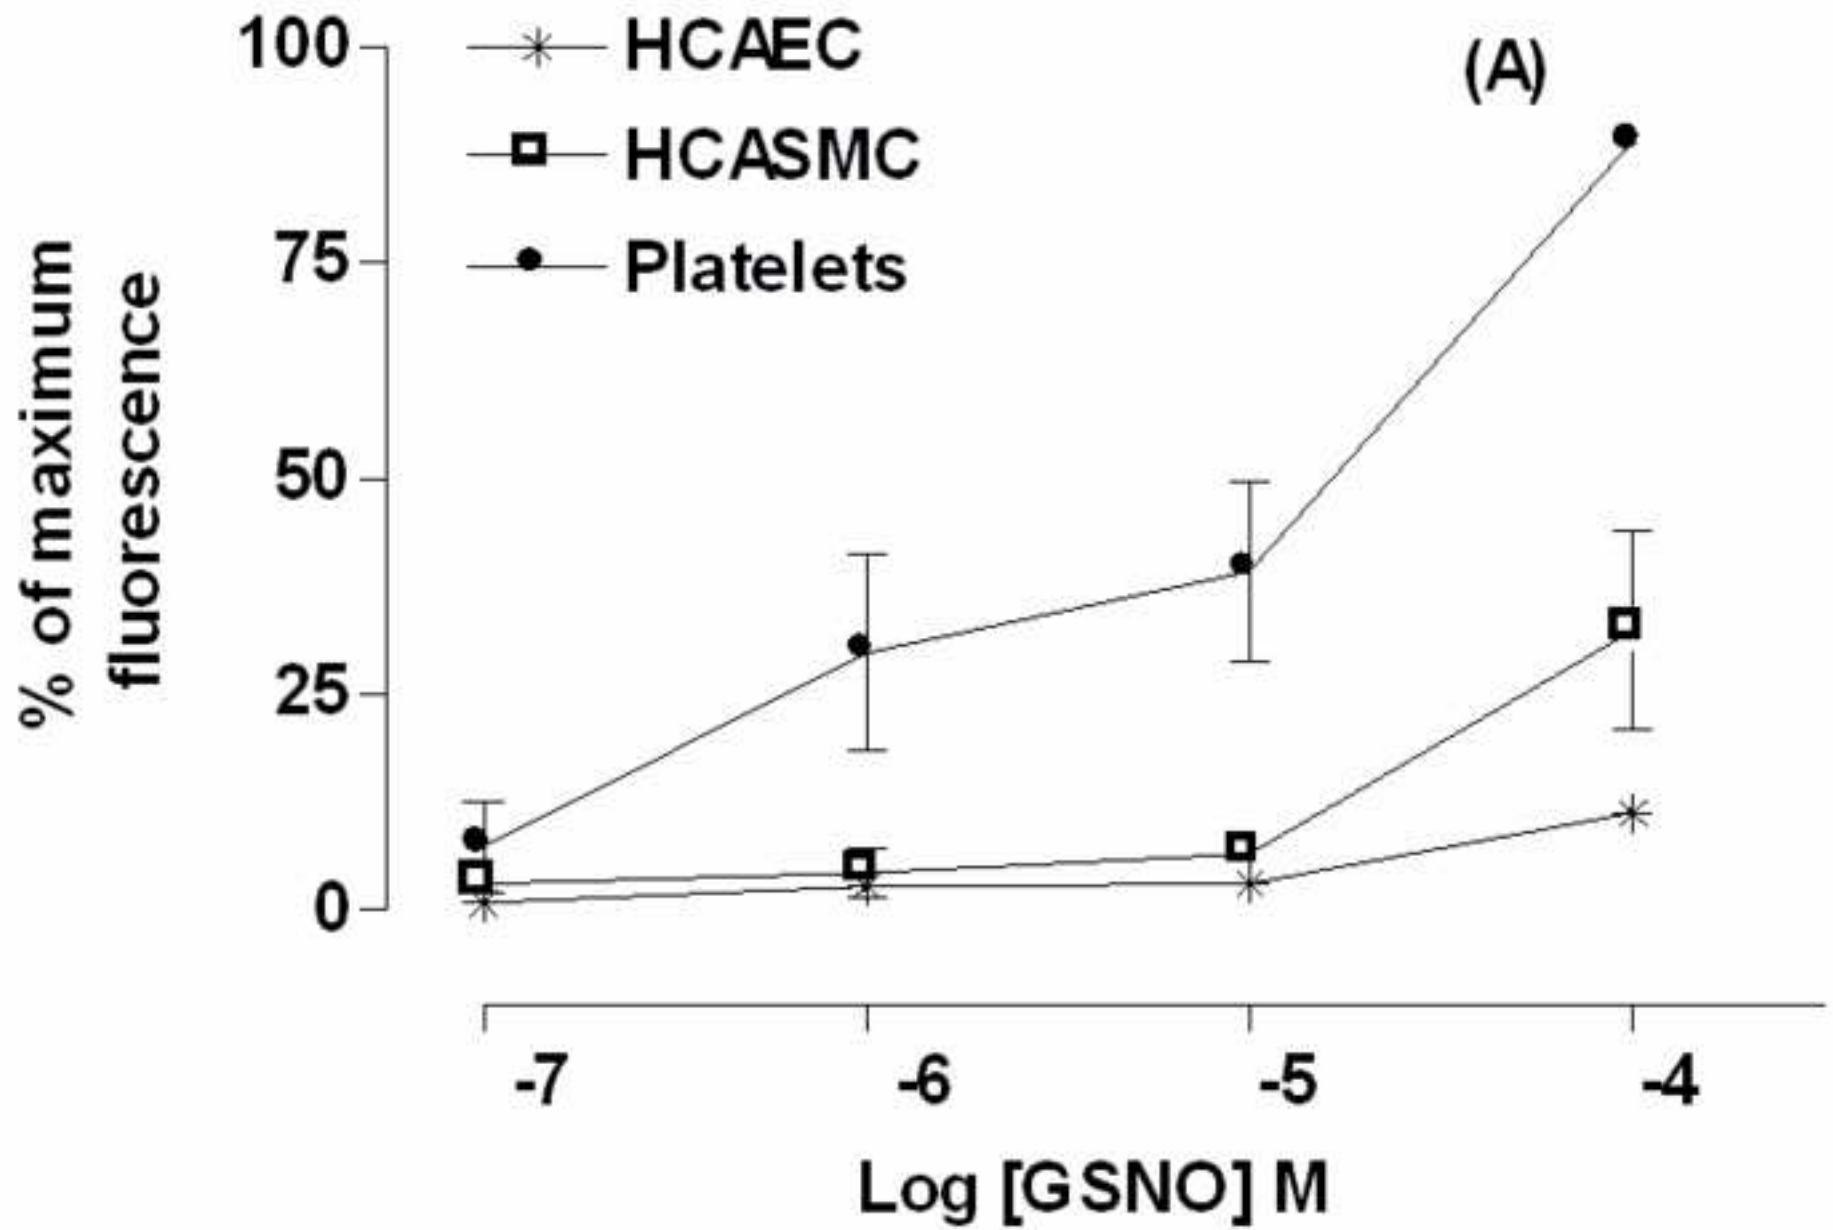 100
HCAEC
(A)
HCASMC
75
Platelets
% of maximum
fluorescence
50
25
0
-7
-6
-5
-4
Log [GSNO] M